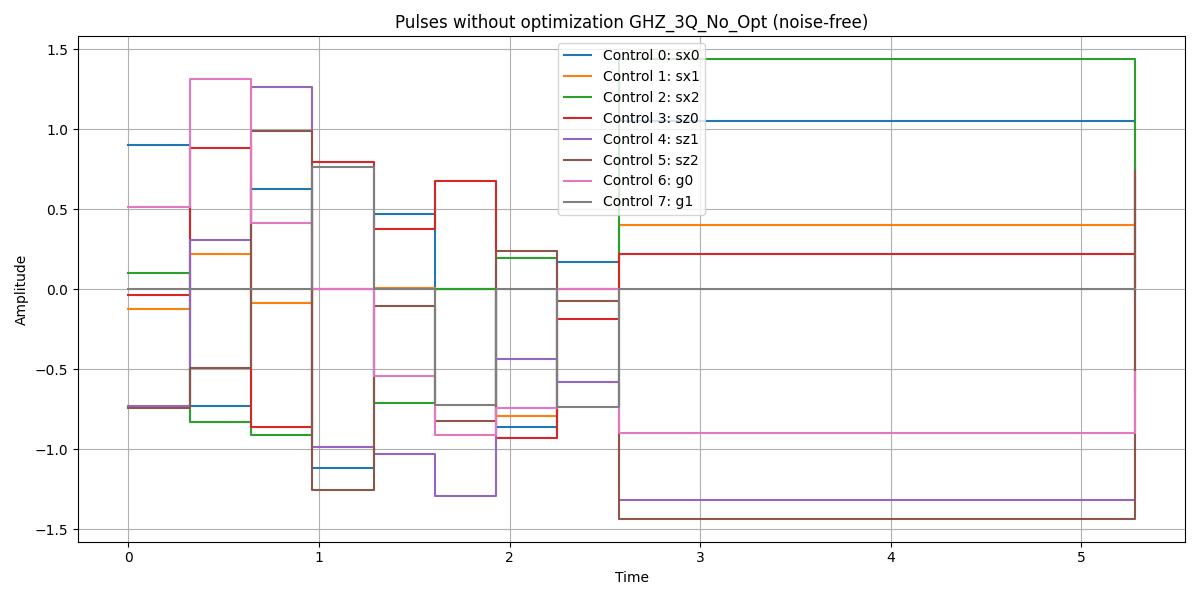 Pulses without optimization GHZ_3Q_No_Opt (noise-free)
1.5
1.0
0.5
0.0
−0.5
−1.0
−1.5
Amplitude
Control 0: sx0
Control 1: sx1
Control 2: sx2
Control 3: sz0
Control 4: sz1
Control 5: sz2
Control 6: g0
Control 7: g1
0 1 2 3 4 5
Time